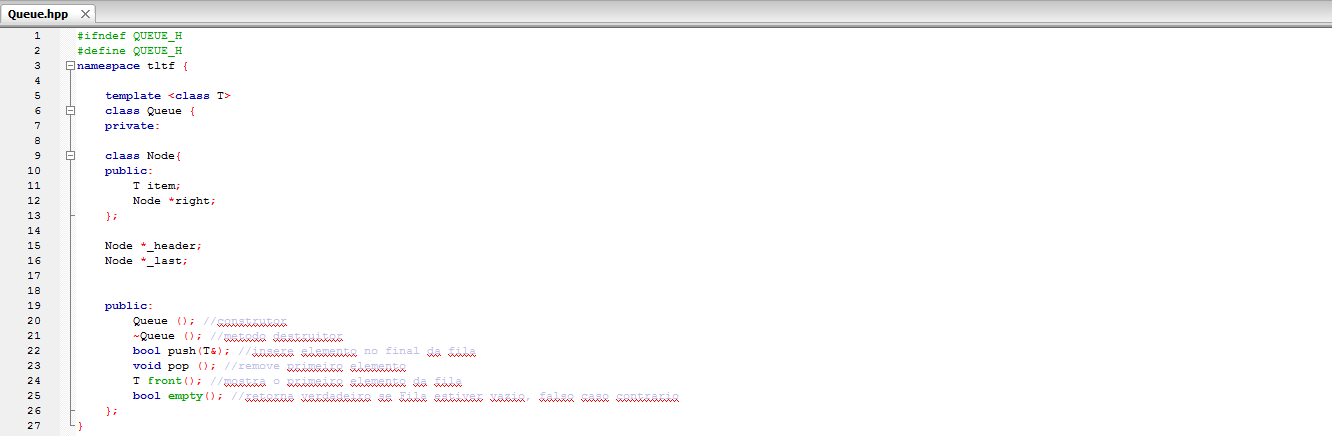 Queue.hpp
1 #ifndef QUEUE_H
2 #define QUEUE_H
3 namespace tltf {
4
5 template <class T>
6 class Queue {
7 private:
8
9 class Node{
10 public:
11 T item;
12 Node *right;
13 };
14
15 Node *_header;
16 Node *_last;
17
18
19 public:
20 Queue (); //construtor
21 ~Queue (); //metodo destruitor
22 bool push(T&); //insere elemento no final da fila
23 void pop (); //remove primeiro elemento
24 T front(); //mostra o primeiro elemento da fila
25 bool empty(); //retorna verdadeiro se Fila estiver vazio, falso caso contrario
26 };
27 }